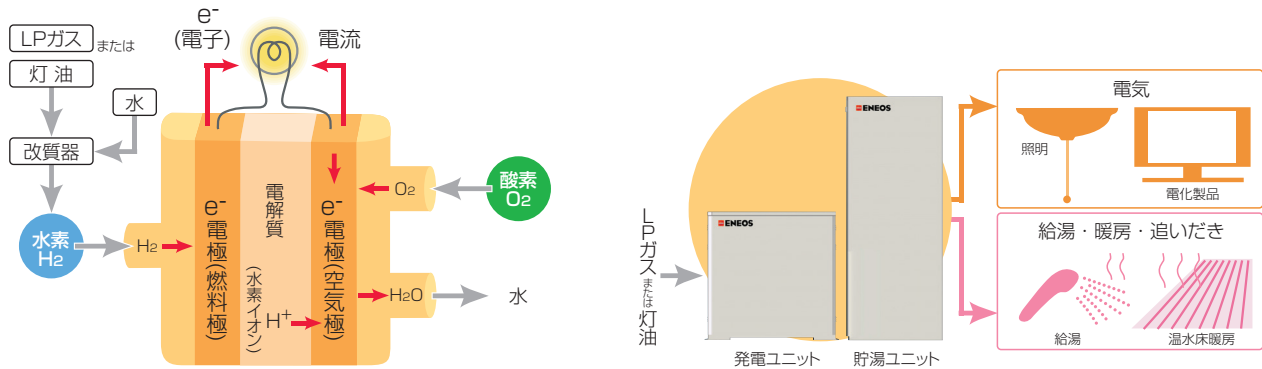 LPガス または
灯油
水
改質器
水素
H2
e-
(電子)
電流
H2
e-
電極(燃料極)
電解質
(水素イオン)
H+
e-
電極(空気極)
O2
酸素
O2
H2O
水
LPガスまたは灯油
ENEOS
ENEOS
発電ユニット
貯湯ユニット
電気
照明
電化製品
給湯・暖房・追いだき
給湯
温水床暖房